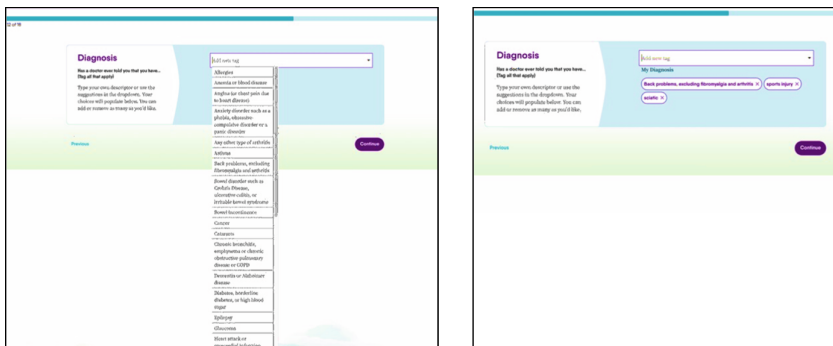 12 of 16
Diagnosis
Has a doctor ever told you that you have...
(Tag all that apply)
Type your own descriptor or use the
suggestions in the dropdown. Your
choices will populate below. You can
add or remove as many as you'd like.
Add new tag
Allergies
Anemia or blood disease
Angina (or chest pain due
to heart disease)
Anxiety disorder such as a
phobia, obsessive
compulsive disorder or a
panic disorder
Any other type of arthritis
Asthma
Back problems, excluding
fibromyalgia and arthritis
Bowel disorder such as
Crohn's Disease,
ulcerative colitis, or
irritable bowel syndrome
Bowel incontinence
Cancer
Cataracts
Chronic bronchitis,
emphysema or chronic
obstructive pulmonary
disease or COPD
Dementia or Alzheimer
disease
Diabetes, borderline
diabetes, or high blood
sugar
Epilepsy
Glaucoma
Heart attack or
Previous
Continue
Diagnosis
Has a doctor ever told you that you have...
(Tag all that apply)
Type your own descriptor or use the
suggestions in the dropdown. Your
choices will populate below. You can
add or remove as many as you'd like.
Add new tag
My Diagnosis
Back problems, excluding fibromyalgia and arthritis ×
sports injury ×
sciatic ×
Previous
Continue